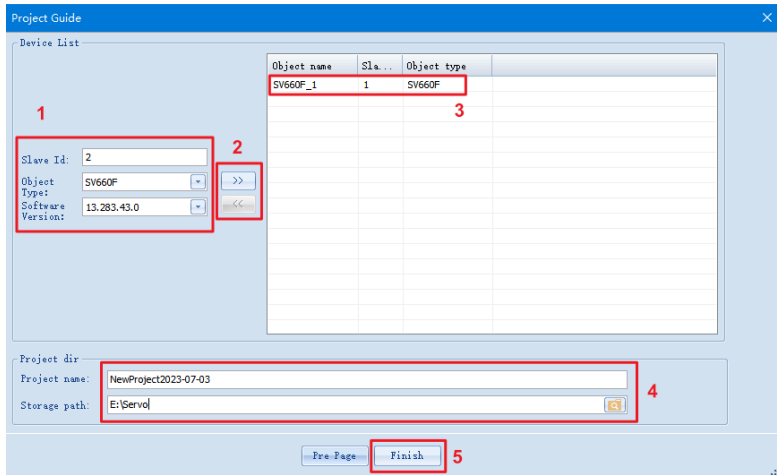 Project Guide
Device List
Object name Sla... Object type
SV660F_1 1 SV660F
3
1
2
Slave Id: 2
Object Type: SV660F
>>
Software Version: 13.283.43.0
<<
Project dir
Project name: NewProject2023-07-03
4
Storage path: E:\Servo
Pre Page Finish 5